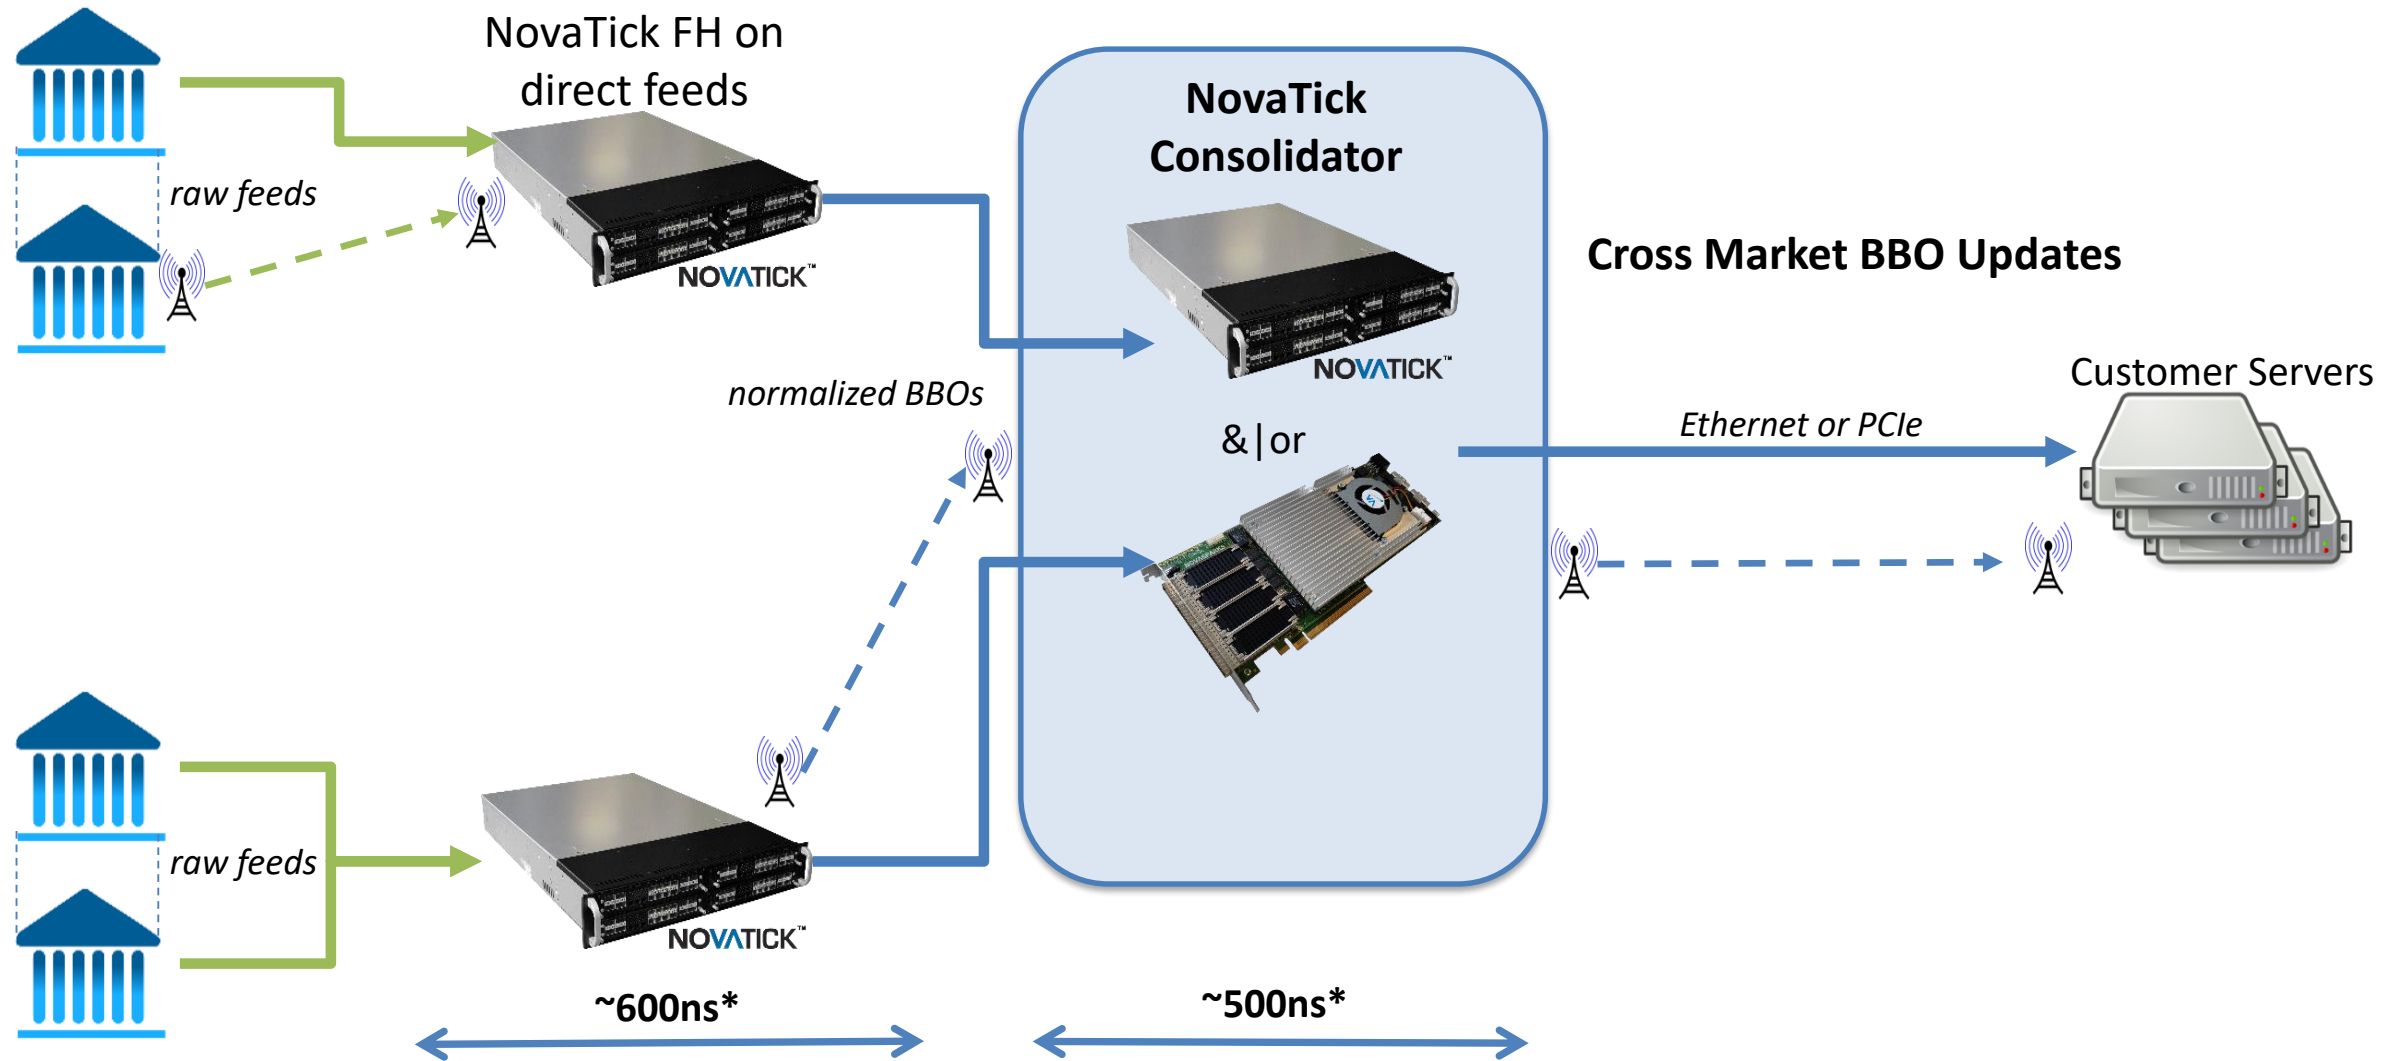 NovaTick FH on
direct feeds
raw feeds
NOVATICK™
NovaTick
Consolidator
NOVATICK™
&|or
normalized BBOs
Cross Market BBO Updates
Customer Servers
Ethernet or PCIe
raw feeds
NOVATICK™
~600ns*
~500ns*